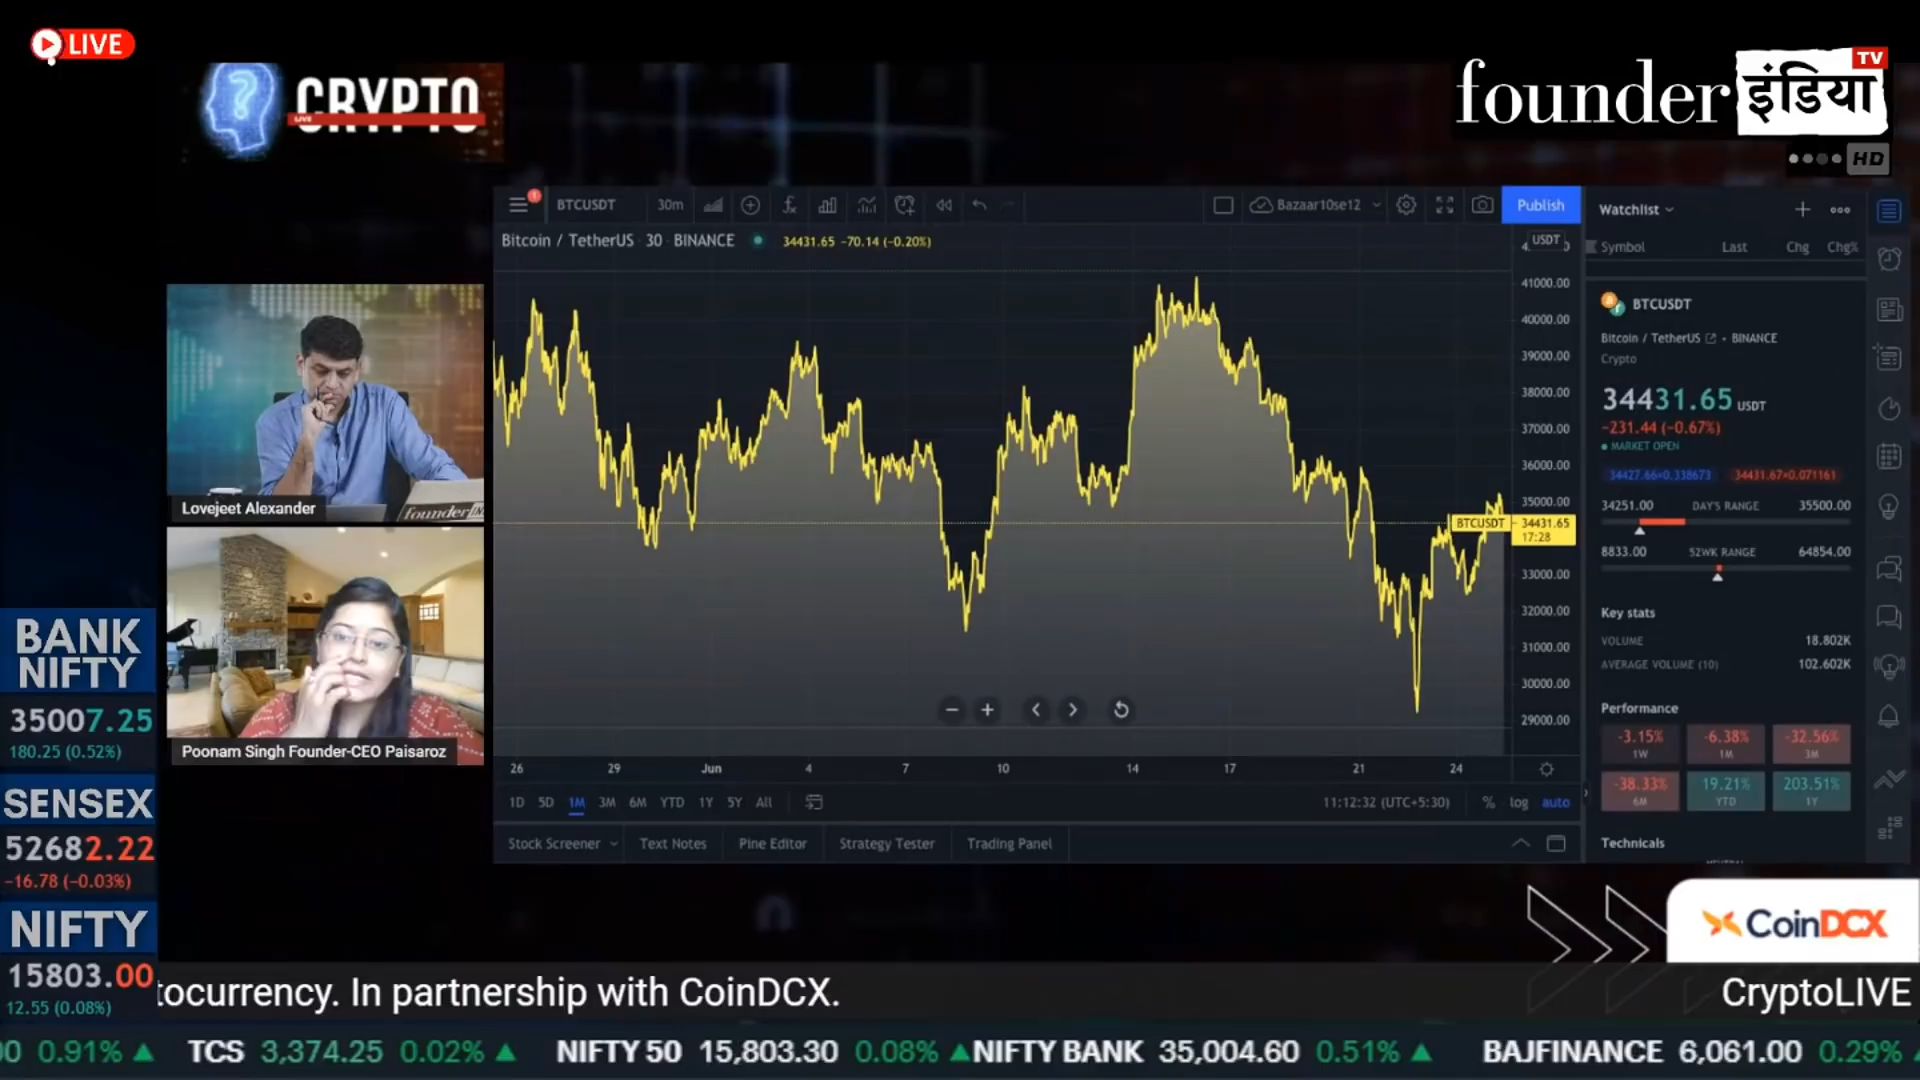 LIVE
CRYPTO
LIVE
founder इंडिया TV
HD
BTCUSDT 30m Bazaar10se12 Publish
Bitcoin / TetherUS · 30 · BINANCE 34431.65 -70.14 (-0.20%)
USDT
41000.00
40000.00
39000.00
38000.00
37000.00
36000.00
35000.00
BTCUSDT 34431.65
17:28
33000.00
32000.00
31000.00
30000.00
29000.00
26 29 Jun 4 7 10 14 17 21 24
1D 5D 1M 3M 6M YTD 1Y 5Y All 11:12:32 (UTC+5:30) % log auto
Stock Screener Text Notes Pine Editor Strategy Tester Trading Panel
Watchlist
Symbol Last Chg Chg%
BTCUSDT
Bitcoin / TetherUS • BINANCE
Crypto
34431.65 USDT
-231.44 (-0.67%)
MARKET OPEN
34427.66×0.338673 34431.67×0.071161
34251.00 DAY'S RANGE 35500.00
8833.00 52WK RANGE 64854.00
Key stats
VOLUME 18.802K
AVERAGE VOLUME (10) 102.602K
Performance
-3.15% -6.38% -32.56%
1W 1M 3M
-38.33% 19.21% 203.51%
6M YTD 1Y
Technicals
Lovejeet Alexander
Poonam Singh Founder-CEO Paisaroz
BANK
NIFTY
35007.25
180.25 (0.52%)
SENSEX
52682.22
-16.78 (-0.03%)
NIFTY
15803.00
12.55 (0.08%)
CoinDCX
tocurrency. In partnership with CoinDCX. CryptoLIVE
00 0.91% ▲ TCS 3,374.25 0.02% ▲ NIFTY 50 15,803.30 0.08% ▲ NIFTY BANK 35,004.60 0.51% ▲ BAJFINANCE 6,061.00 0.29%